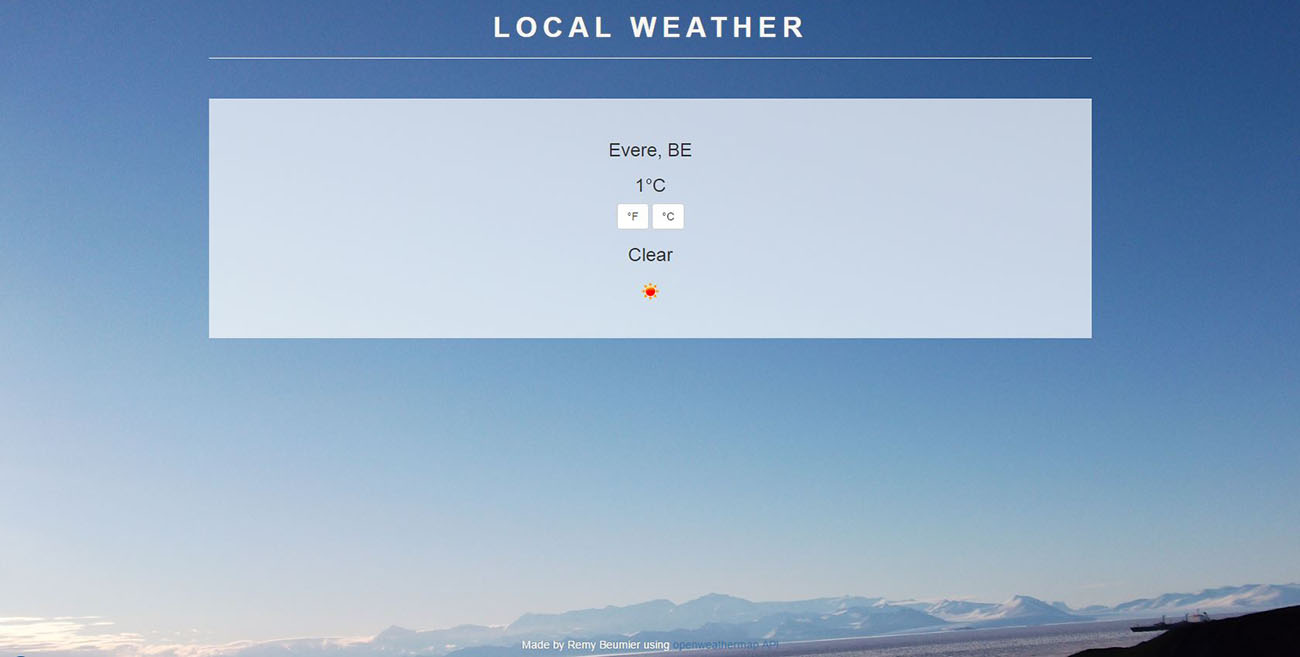 LOCAL WEATHER
Evere, BE
1°C
°F °C
Clear
Made by Remy Beumier using openweathermap API